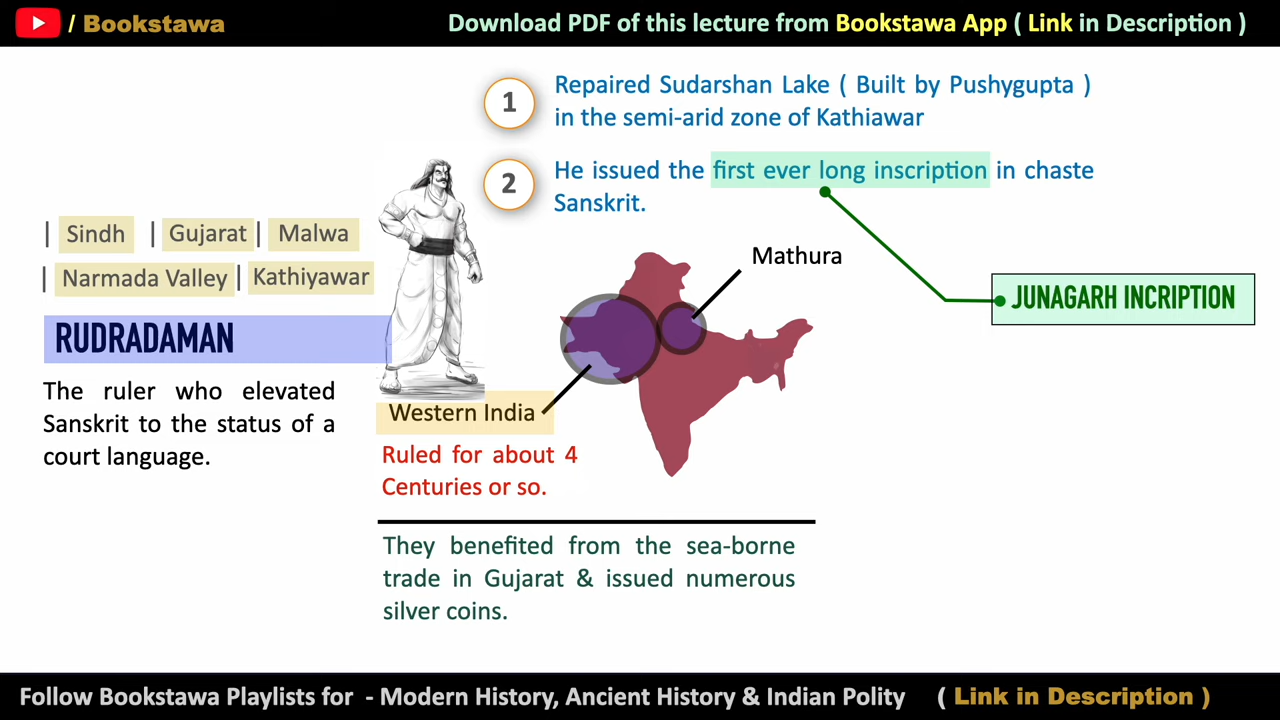 / Bookstawa
Download PDF of this lecture from Bookstawa App ( Link in Description )
1
Repaired Sudarshan Lake ( Built by Pushygupta )
in the semi-arid zone of Kathiawar
2
He issued the first ever long inscription in chaste
Sanskrit.
| Sindh | Gujarat | Malwa
| Narmada Valley | Kathiyawar
RUDRADAMAN
The ruler who elevated
Sanskrit to the status of a
court language.
Mathura
JUNAGARH INCRIPTION
Western India
Ruled for about 4
Centuries or so.
They benefited from the sea-borne
trade in Gujarat & issued numerous
silver coins.
Follow Bookstawa Playlists for - Modern History, Ancient History & Indian Polity ( Link in Description )